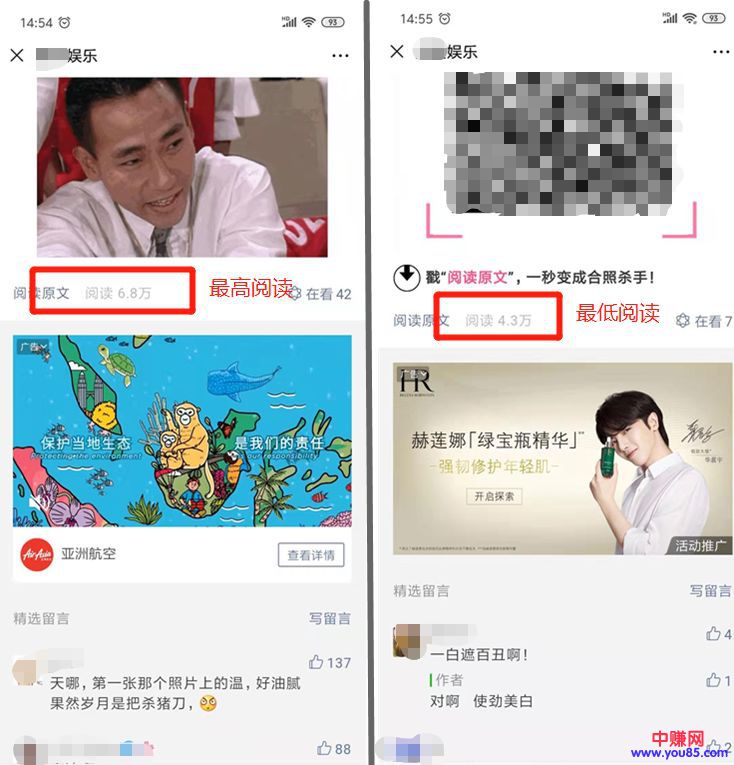 14:54
HD
93
娱乐
阅读原文 阅读 6.8万
最高阅读
在看 42
广告
保护当地生态
是我们的责任
Protecting the environment
is our responsibility
AirAsia
亚洲航空
查看详情
精选留言
写留言
137
天哪，第一张那个照片上的温，好油腻
果然岁月是把杀猪刀，
88
14:55
HD
93
娱乐
戳“阅读原文”，一秒变成合照杀手！
阅读原文 阅读 4.3万
最低阅读
在看 7
广告
HR
HELENA RUBINSTEIN
赫莲娜「绿宝瓶精华」
强韧修护年轻肌
开启探索
华晨宇
活动推广
精选留言
写留言
4
一白遮百丑啊！
作者
1
对啊 使劲美白
2
中赚网
www.you85.com